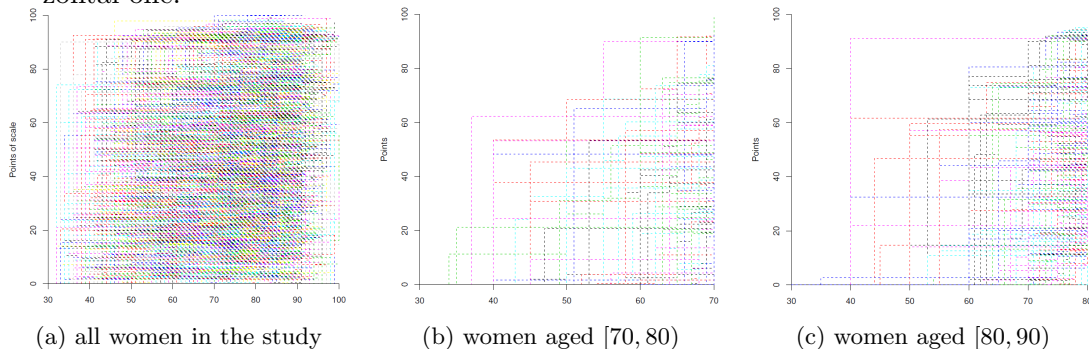 zontal one.
100
80
60
40
20
0
Points of scale
30 40 50 60 70 80 90 100
(a) all women in the study
100
80
60
40
20
0
Points
30 40 50 60 70
(b) women aged [70, 80)
100
80
60
40
20
0
Points
30 40 50 60 70 80
(c) women aged [80, 90)